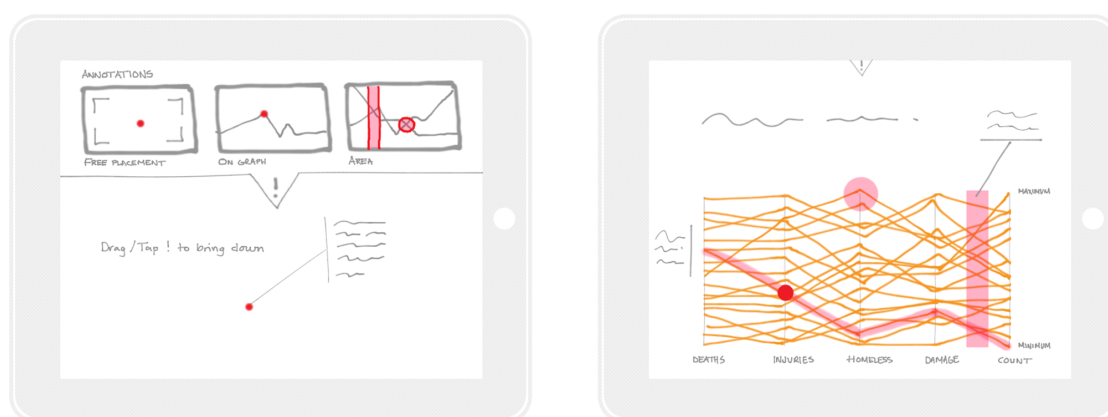 ANNOTATIONS
FREE PLACEMENT
ON GRAPH
AREA
!
Drag/Tap ! to bring down
!
MAXIMUM
MINIMUM
DEATHS
INJURIES
HOMELESS
DAMAGE
COUNT